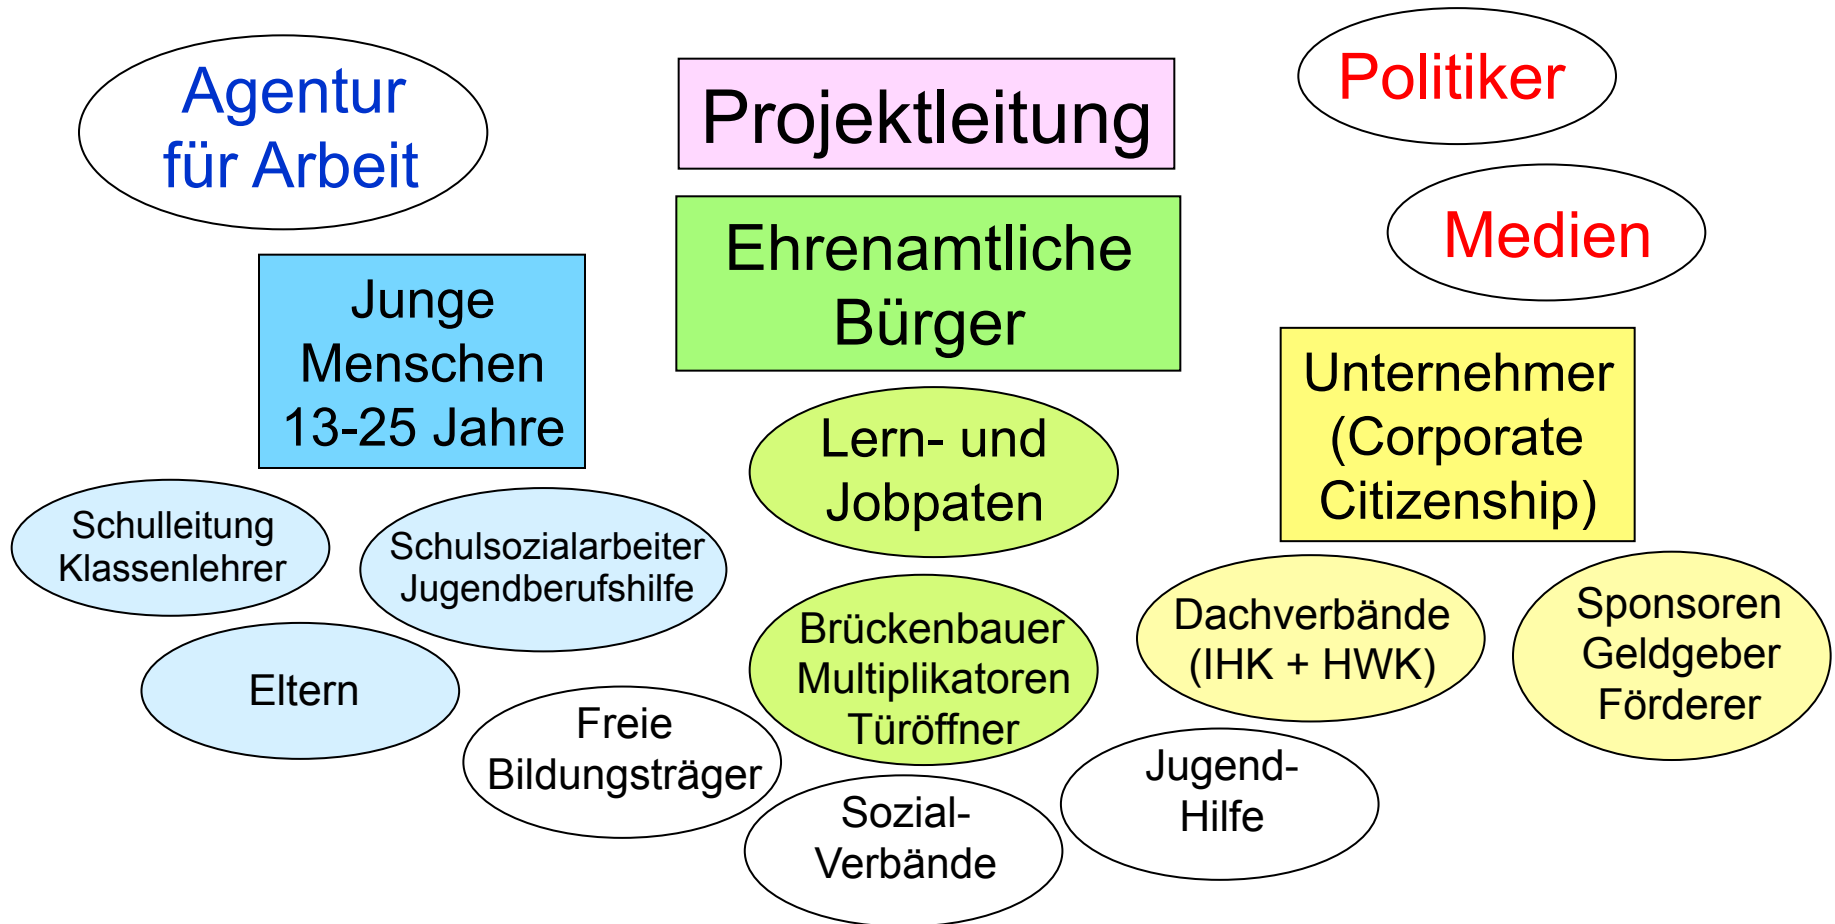 Agentur
für Arbeit
Projektleitung
Politiker
Medien
Ehrenamtliche
Bürger
Junge
Menschen
13-25 Jahre
Unternehmer
(Corporate
Citizenship)
Lern- und
Jobpaten
Schulleitung
Klassenlehrer
Schulsozialarbeiter
Jugendberufshilfe
Eltern
Brückenbauer
Multiplikatoren
Türöffner
Dachverbände
(IHK + HWK)
Sponsoren
Geldgeber
Förderer
Freie
Bildungsträger
Sozial-
Verbände
Jugend-
Hilfe